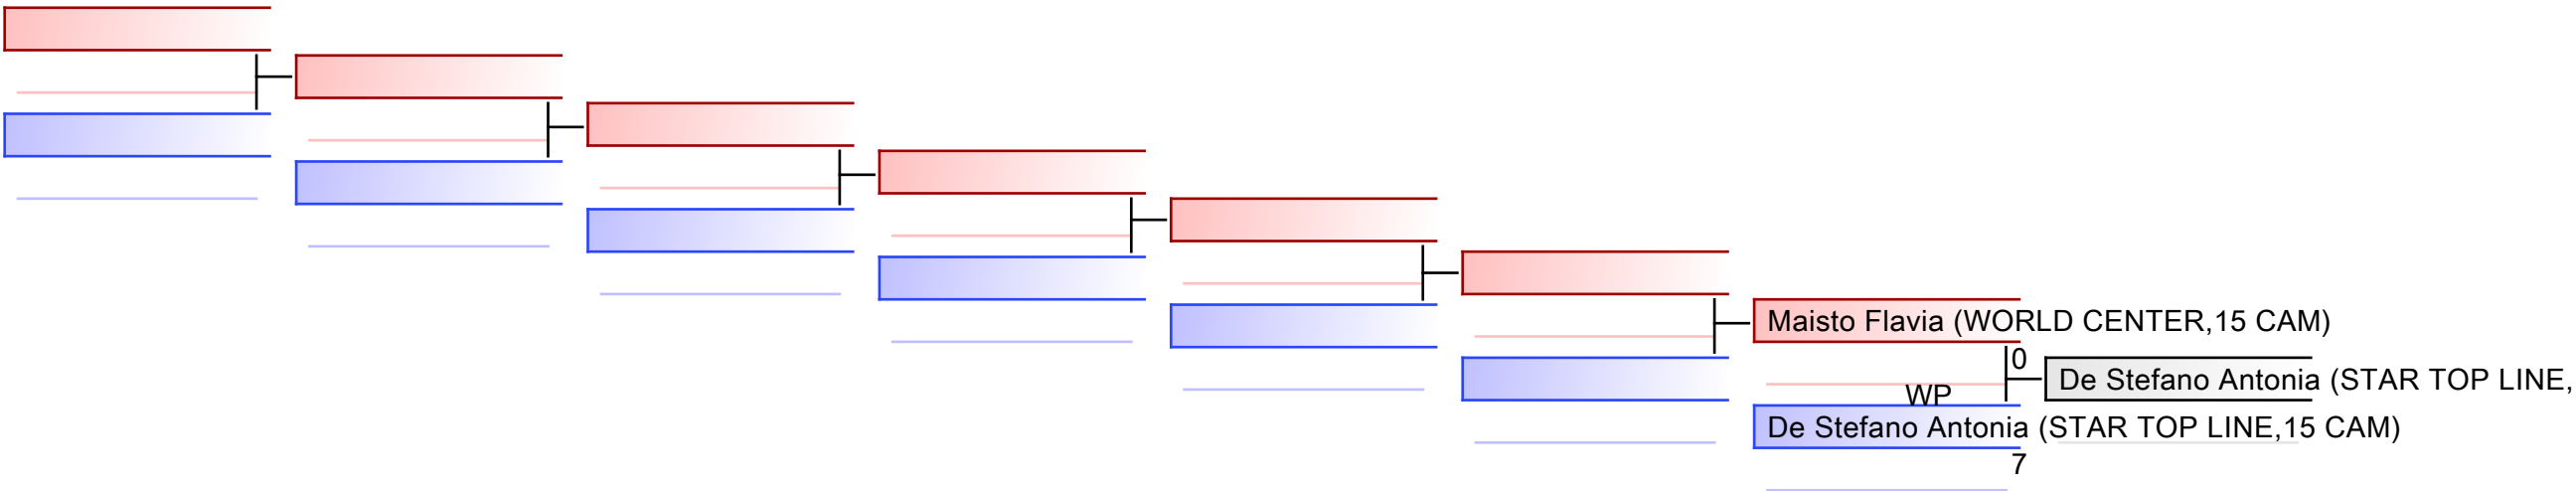 Maisto Flavia (WORLD CENTER,15 CAM)
0
De Stefano Antonia (STAR TOP LINE,
WP
De Stefano Antonia (STAR TOP LINE,15 CAM)
7